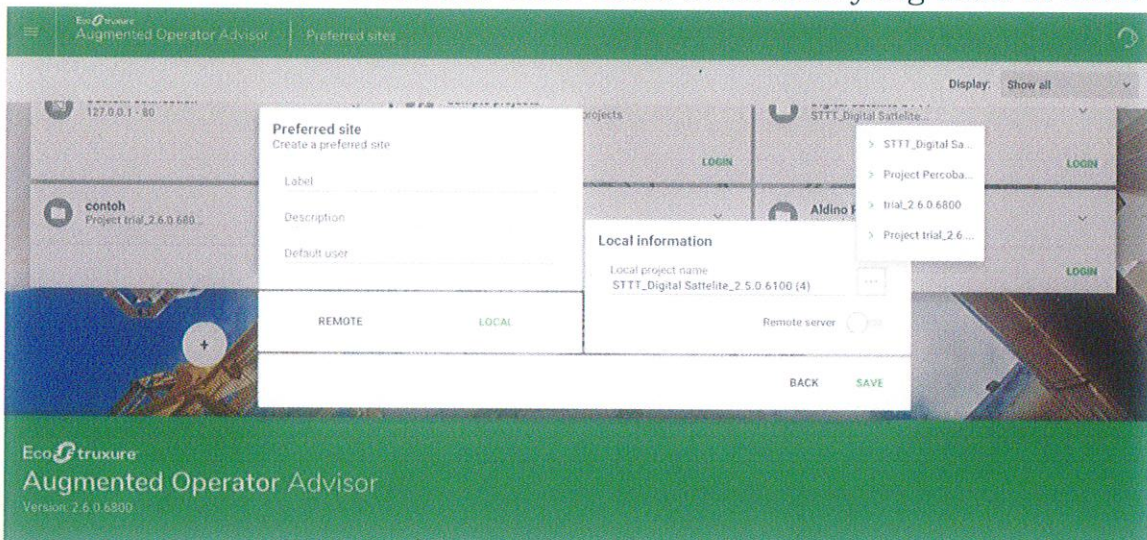 EcoStruxure
Augmented Operator Advisor
Preferred sites
Display: Show all
127.0.0.1 - 80
projects
STTT_Digital Sattelite...
LOGIN
LOGIN
contoh
Project trial_2.6.0.680...
Aldino
LOGIN
Preferred site
Create a preferred site
Label
Description
Default user
REMOTE
LOCAL
Local information
Local project name
STTT_Digital Sattelite_2.5.0.6100 (4)
...
Remote server
> STTT_Digital Sa...
> Project Percoba...
> trial_2.6.0.6800
> Project trial_2.6 ...
BACK
SAVE
+
EcoStruxure
Augmented Operator Advisor
Version: 2.6.0.6800